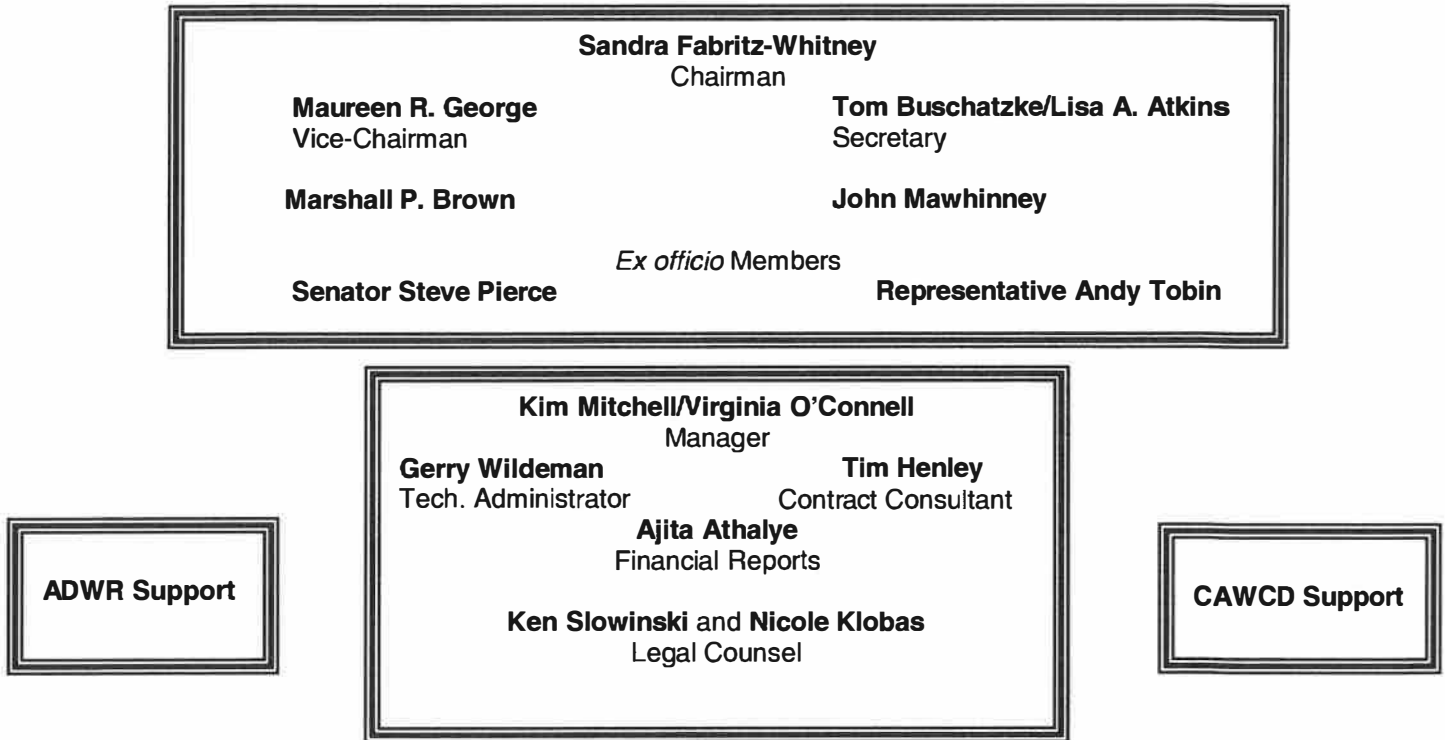 Sandra Fabritz-Whitney
Chairman
Maureen R. George
Tom Buschatzke/Lisa A. Atkins
Vice-Chairman
Secretary
Marshall P. Brown
John Mawhinney
Ex officio Members
Senator Steve Pierce
Representative Andy Tobin
Kim Mitchell/Virginia O'Connell
Manager
Gerry Wildeman
Tim Henley
Tech. Administrator
Contract Consultant
Ajita Athalye
Financial Reports
Ken Slowinski and Nicole Klobas
Legal Counsel
ADWR Support
CAWCD Support